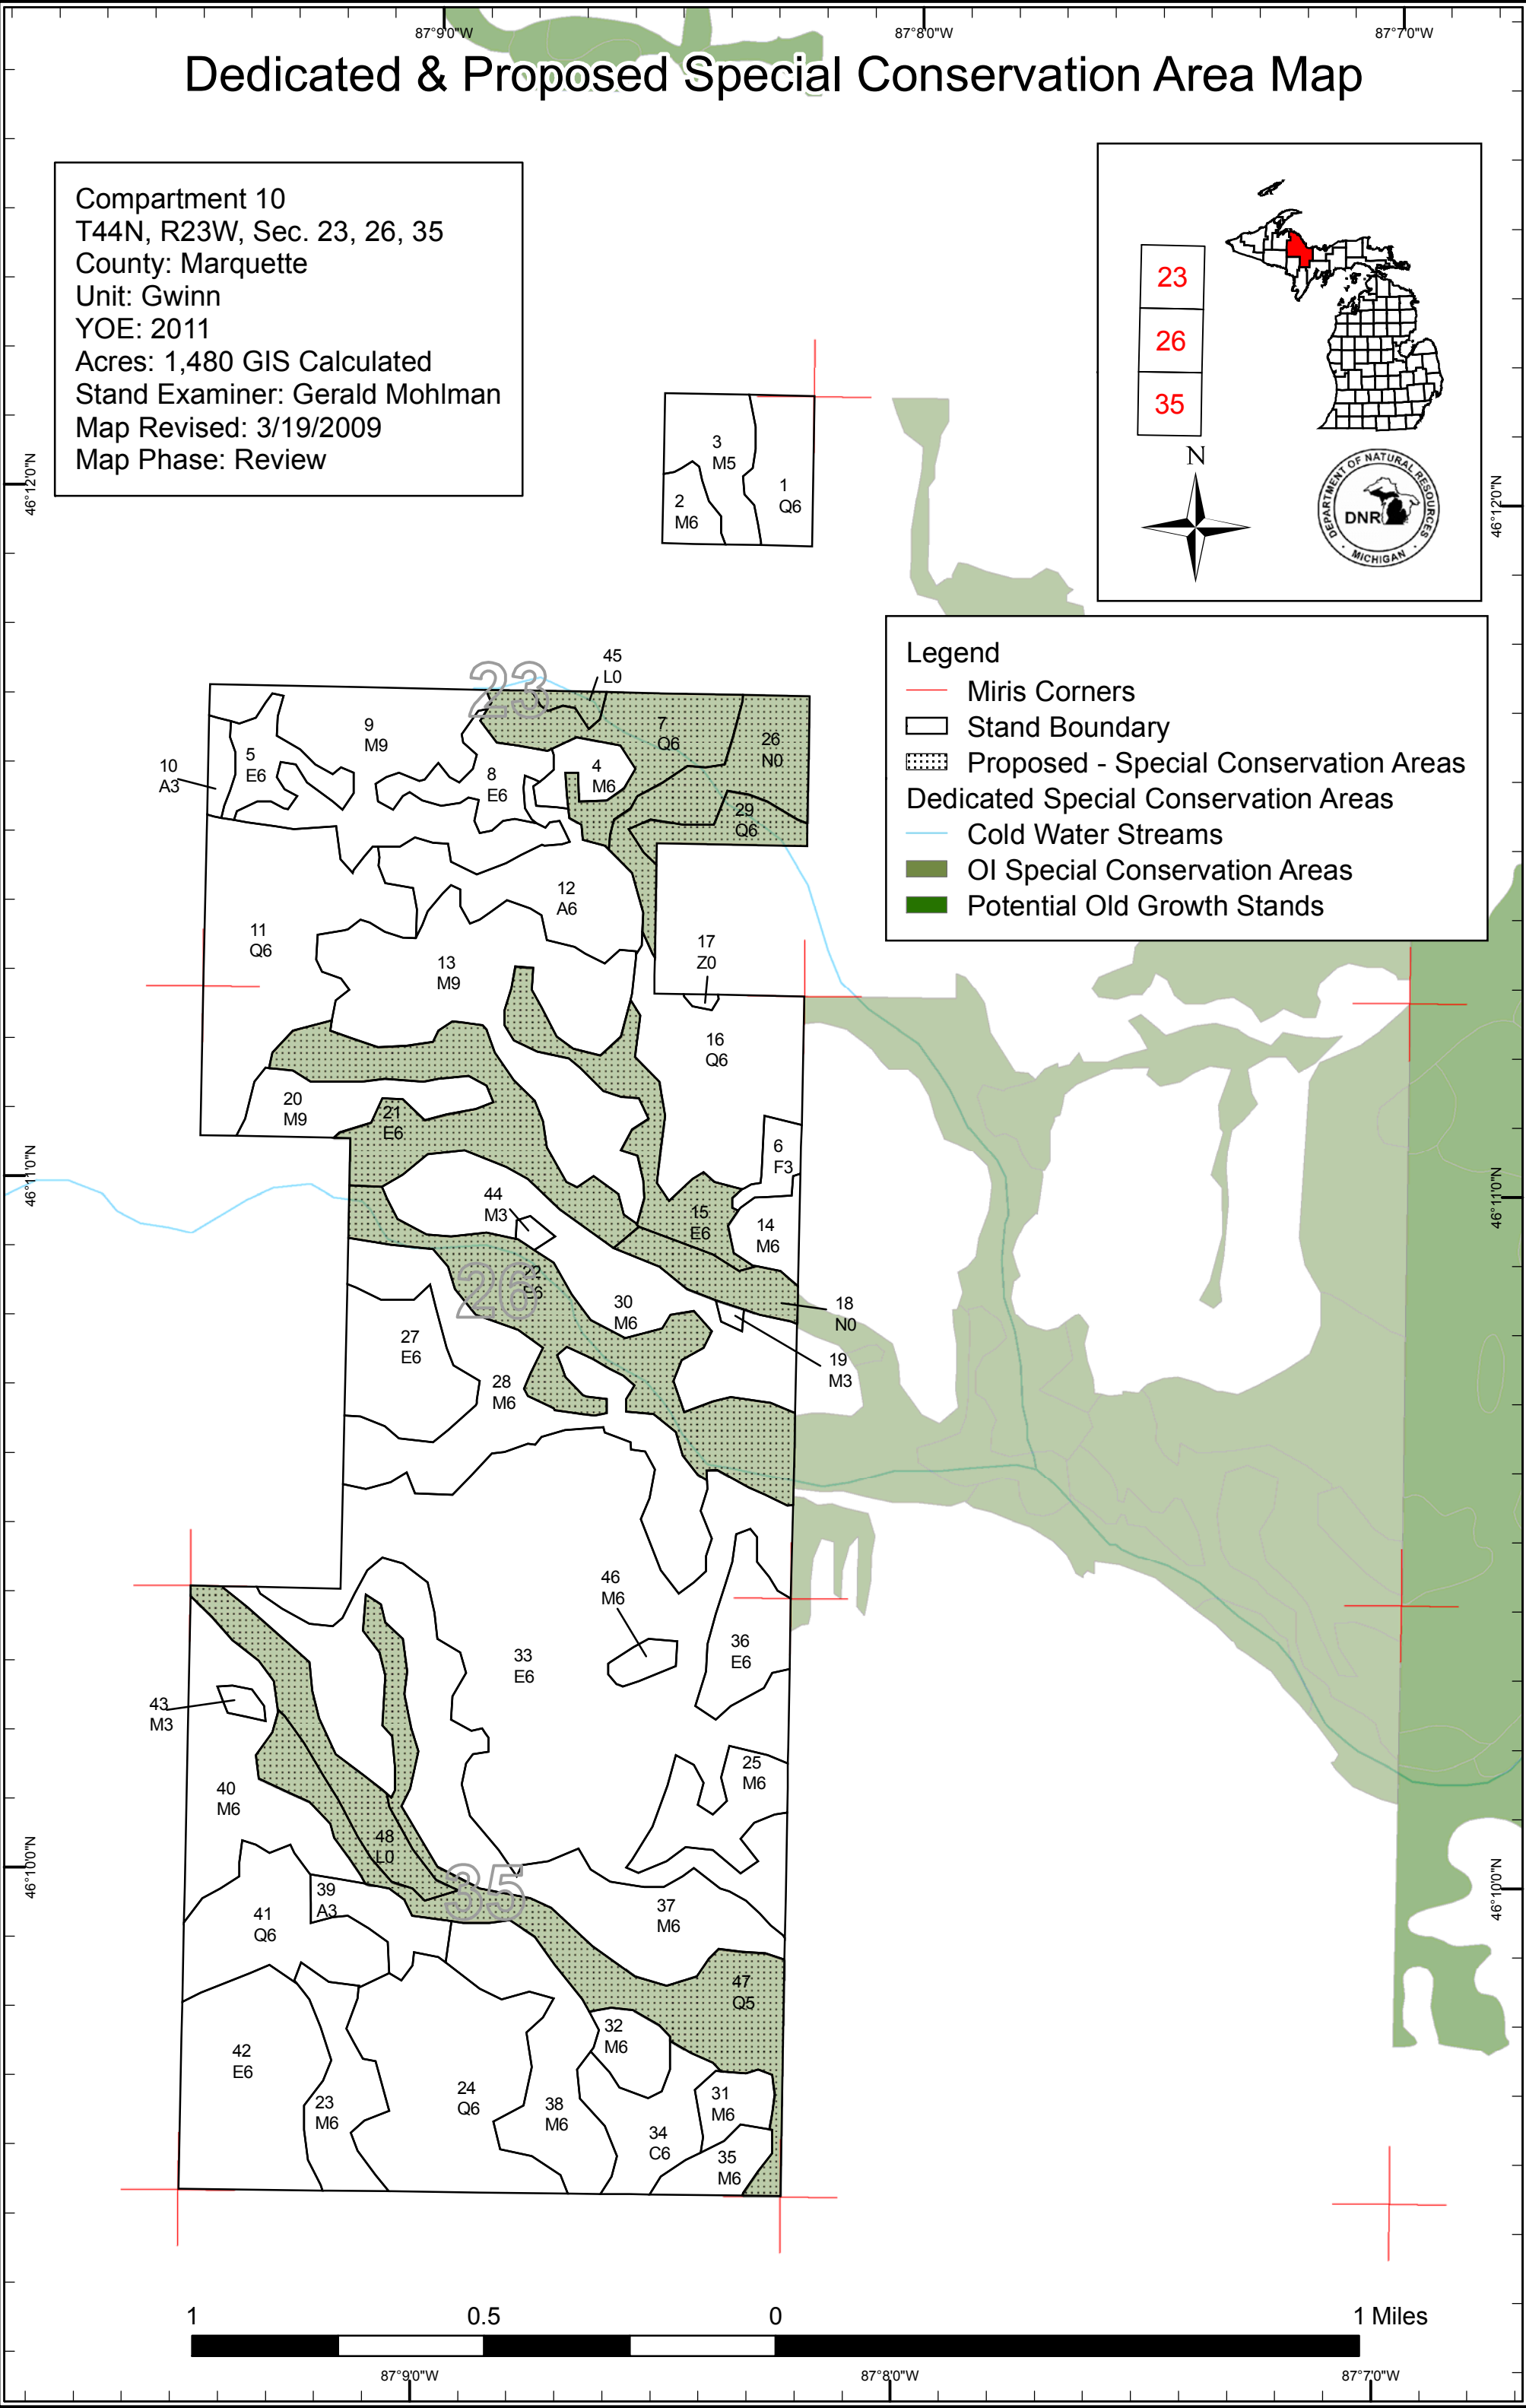 87°9'0"W
87°8'0"W
87°7'0"W
Dedicated & Proposed Special Conservation Area Map
Compartment 10
T44N, R23W, Sec. 23, 26, 35
County: Marquette
Unit: Gwinn
YOE: 2011
Acres: 1,480 GIS Calculated
Stand Examiner: Gerald Mohlman
Map Revised: 3/19/2009
Map Phase: Review
23
26
35
N
DEPARTMENT OF NATURAL RESOURCES
DNR
MICHIGAN
46°12'0"N
46°12'0"N
3
M5
1
Q6
2
M6
Legend
Miris Corners
Stand Boundary
Proposed - Special Conservation Areas
Dedicated Special Conservation Areas
Cold Water Streams
OI Special Conservation Areas
Potential Old Growth Stands
23
45
L0
9
M9
7
Q6
26
N0
10
A3
5
E6
8
E6
4
M6
29
Q6
12
A6
11
Q6
13
M9
17
Z0
16
Q6
20
M9
21
E6
6
F3
46°11'0"N
46°11'0"N
44
M3
15
E6
14
M6
26
22
E6
30
M6
18
N0
19
M3
27
E6
28
M6
46
M6
33
E6
36
E6
43
M3
40
M6
25
M6
48
L0
46°10'0"N
46°10'0"N
35
39
A3
41
Q6
37
M6
47
Q5
32
M6
42
E6
23
M6
24
Q6
38
M6
31
M6
34
C6
35
M6
1
0.5
0
1 Miles
87°9'0"W
87°8'0"W
87°7'0"W